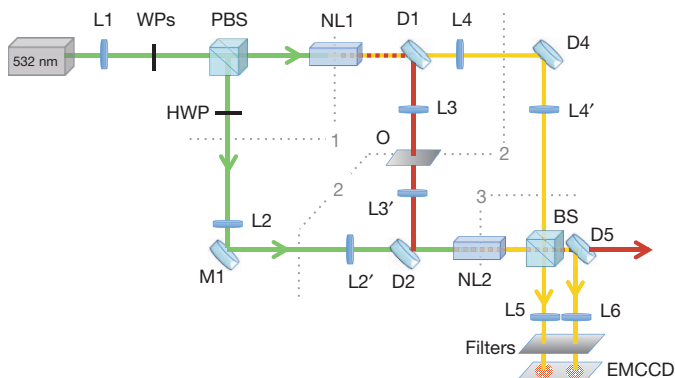 L1 WPs PBS NL1 D1 L4
D4
532 nm
HWP L3 L4′
1 O 2
2 L3′ 3
L2 BS
D5
M1 L2′ D2 NL2
L5 L6
Filters
EMCCD